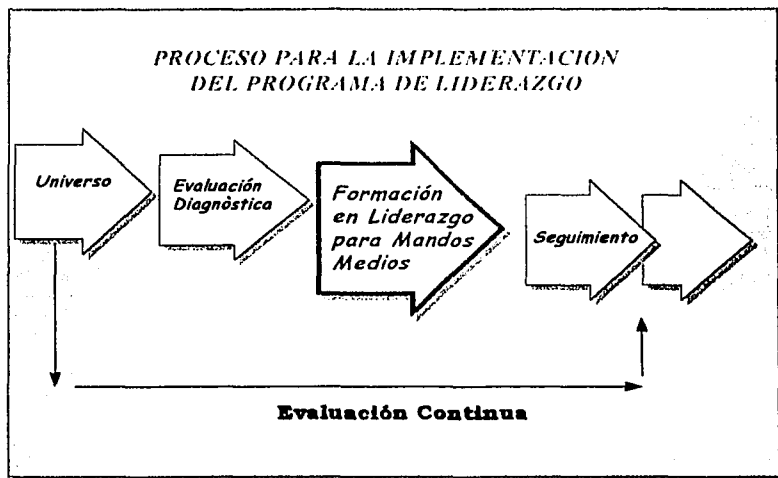 PROCESO PARA LA IMPLEMENTACION
DEL PROGRAMA DE LIDERAZGO
Universo
Evaluación
Diagnòstica
Formación
en Liderazgo
para Mandos
Medios
Seguimiento
Evaluación Continua